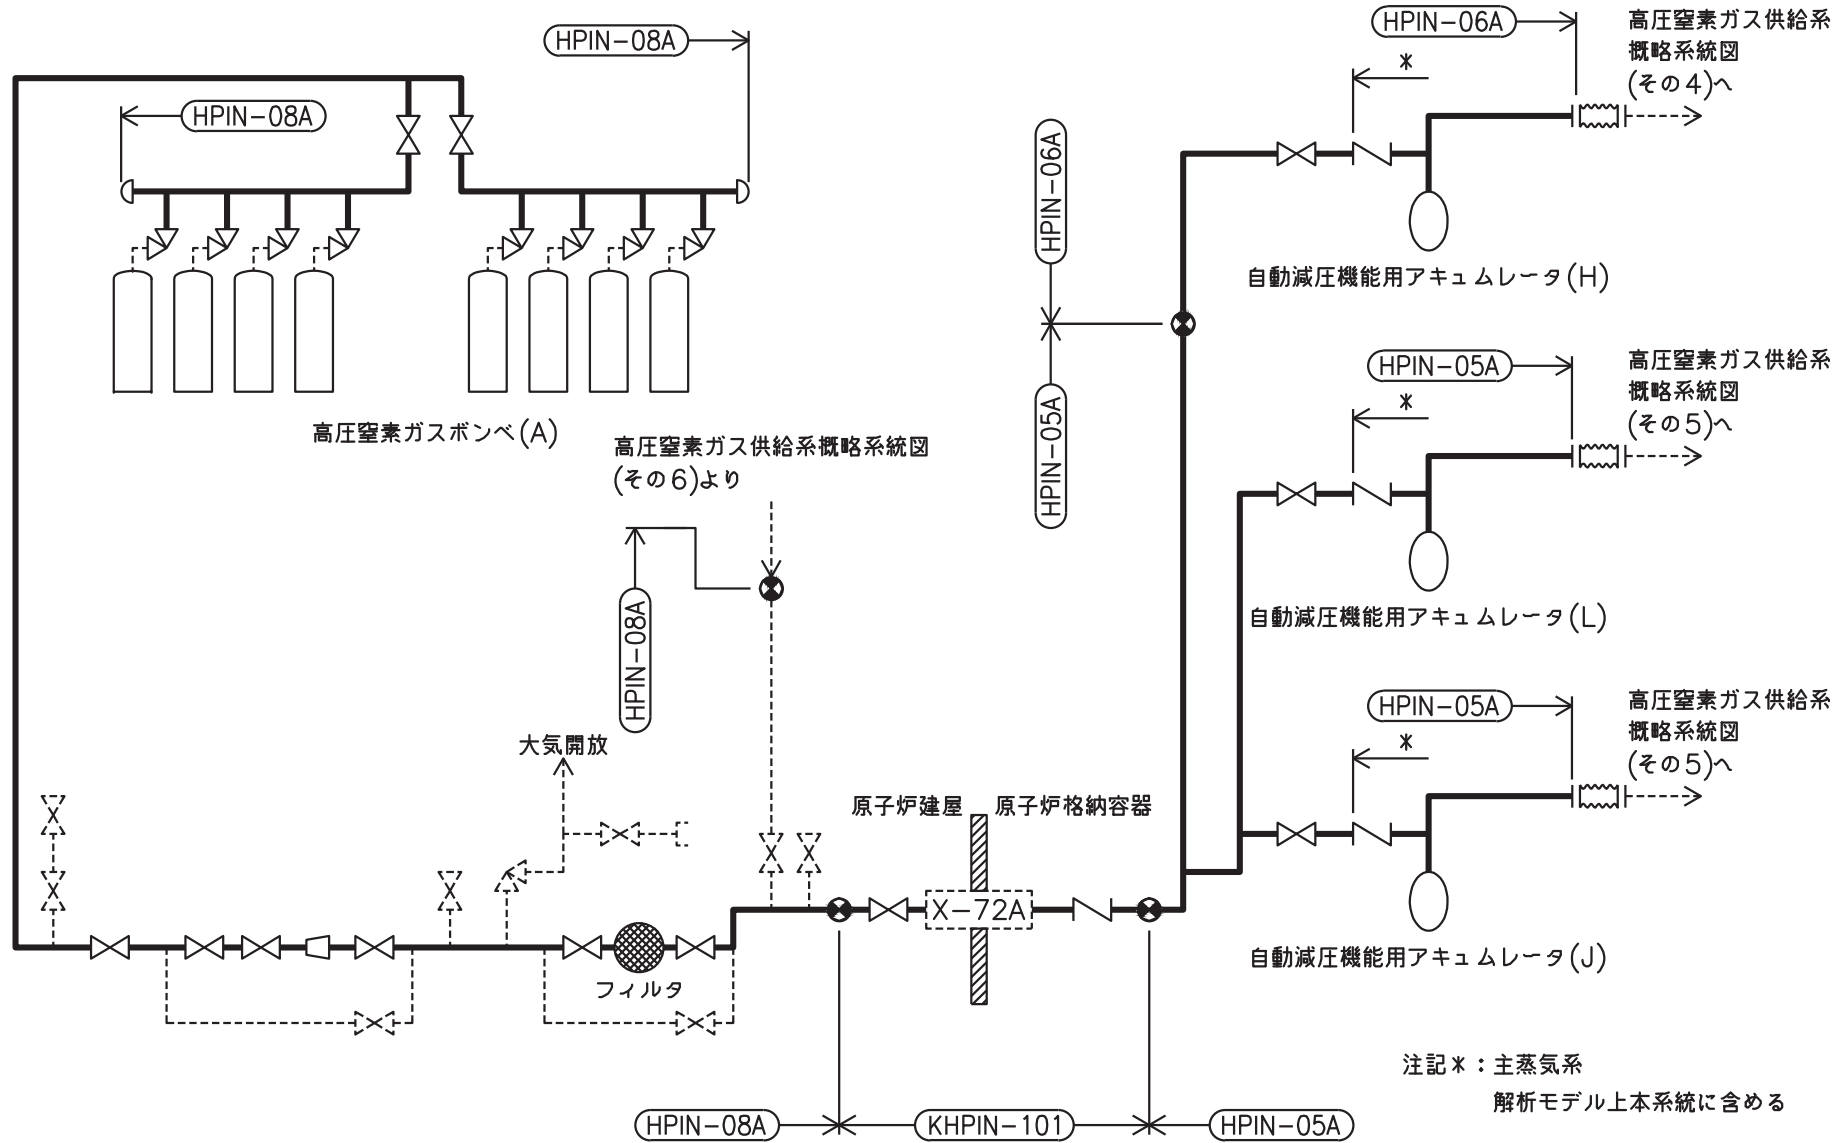 HPIN-08A
HPIN-08A
高圧窒素ガスボンベ(A)
高圧窒素ガス供給系概略系統図
(その6)より
HPIN-08A
大気開放
フィルタ
原子炉建屋
原子炉格納容器
X-72A
HPIN-08A
KHPIN-101
HPIN-05A
HPIN-06A
HPIN-05A
HPIN-06A
*
高圧窒素ガス供給系
概略系統図
(その4)へ
自動減圧機能用アキュムレータ(H)
HPIN-05A
*
高圧窒素ガス供給系
概略系統図
(その5)へ
自動減圧機能用アキュムレータ(L)
HPIN-05A
*
高圧窒素ガス供給系
概略系統図
(その5)へ
自動減圧機能用アキュムレータ(J)
注記*:主蒸気系
解析モデル上本系統に含める